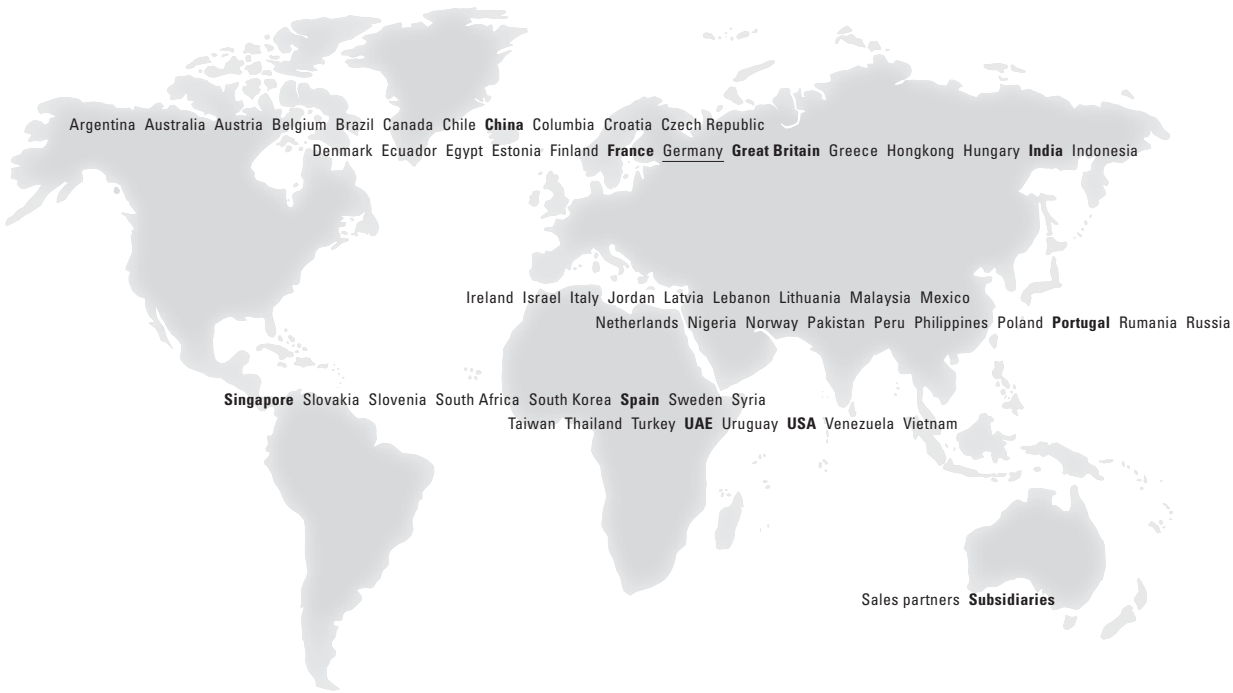 Argentina Australia Austria Belgium Brazil Canada Chile China Columbia Croatia Czech Republic
Denmark Ecuador Egypt Estonia Finland France Germany Great Britain Greece Hongkong Hungary India Indonesia
Ireland Israel Italy Jordan Latvia Lebanon Lithuania Malaysia Mexico
Netherlands Nigeria Norway Pakistan Peru Philippines Poland Portugal Rumania Russia
Singapore Slovakia Slovenia South Africa South Korea Spain Sweden Syria
Taiwan Thailand Turkey UAE Uruguay USA Venezuela Vietnam
Sales partners Subsidiaries